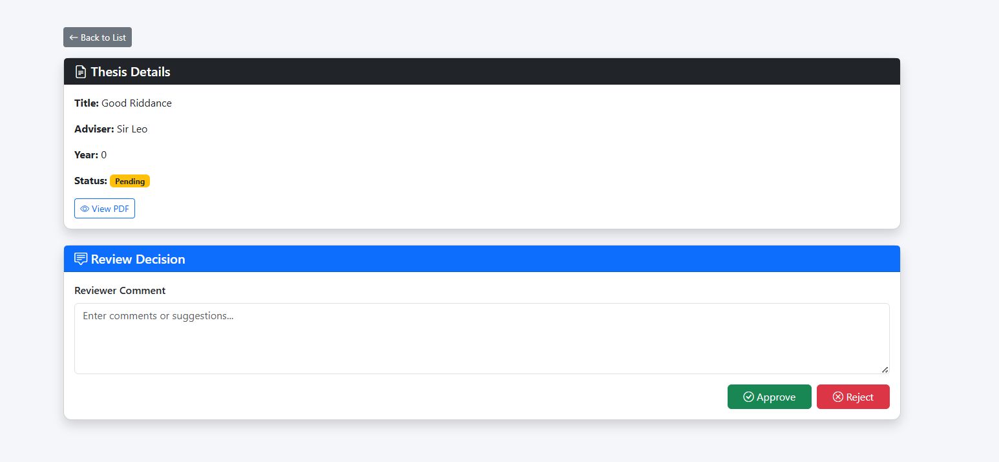 ← Back to List
Thesis Details
Title: Good Riddance
Adviser: Sir Leo
Year: 0
Status: Pending
View PDF
Review Decision
Reviewer Comment
Enter comments or suggestions...
Approve
Reject